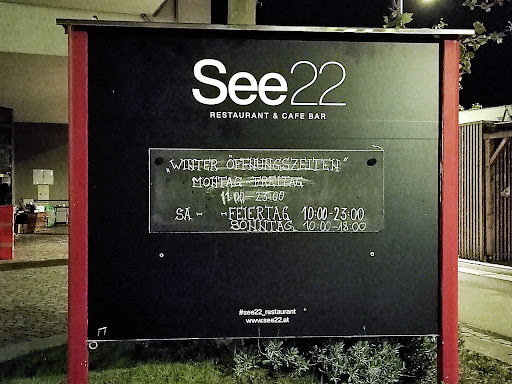 See22
RESTAURANT & CAFE BAR
„WINTER ÖFFNUNGSZEITEN"
MONTAG - FREITAG
11:00 - 23:00
SA - - FEIERTAG 10:00-23:00
SONNTAG 10:00-18:00
#see22_restaurant
www.see22.at